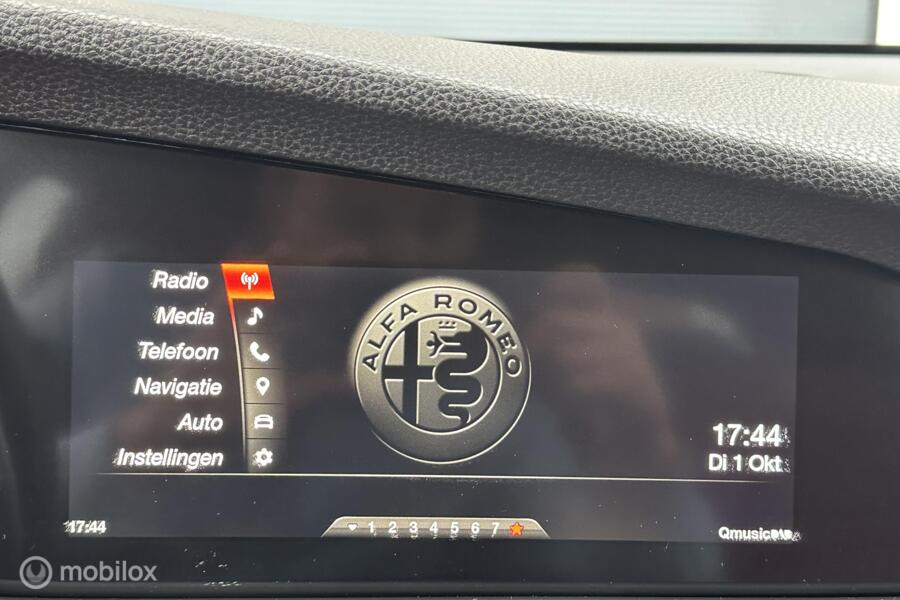 Radio
Media
Telefoon
Navigatie
Auto
Instellingen
ALFA ROMEO
17:44
Di 1 Okt
17:44
1 2 3 4 5 6 7
Qmusic DAB
mobilox